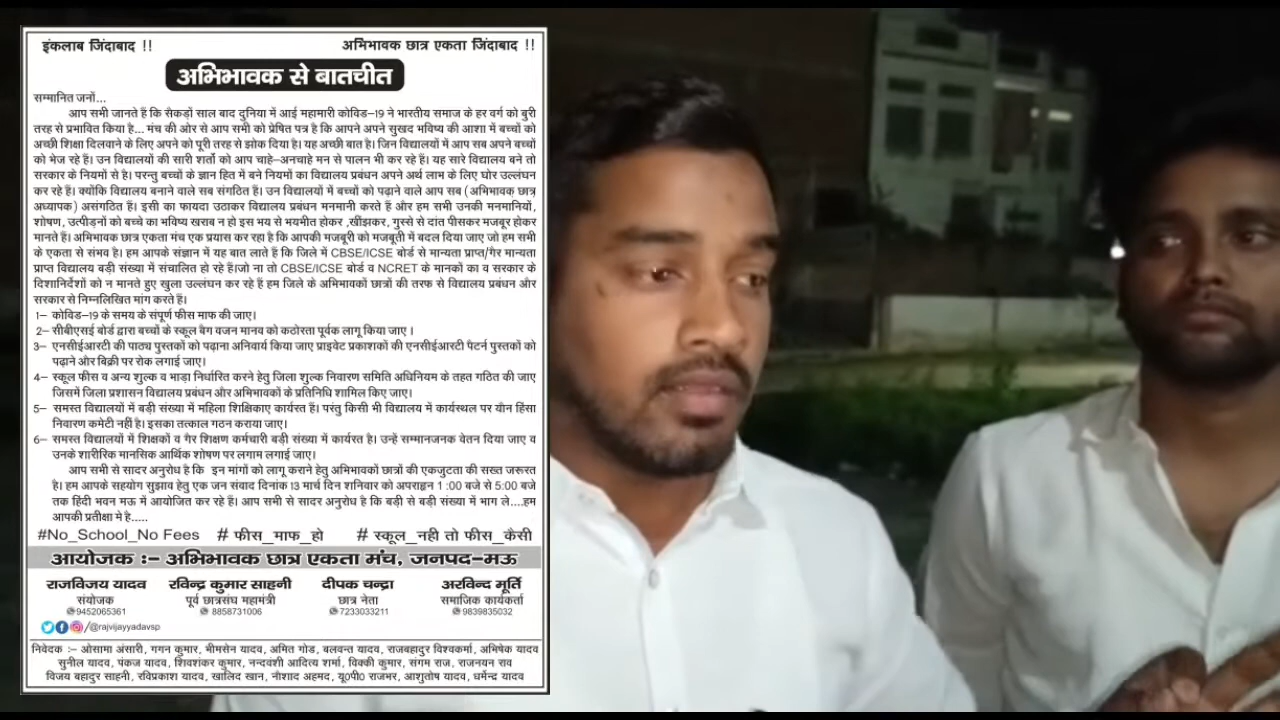 इंकलाब जिंदाबाद !!
अभिभावक छात्र एकता जिंदाबाद !!
अभिभावक से बातचीत
सम्मानित जनों...
आप सभी जानते हैं कि सैकड़ों साल बाद दुनिया में आई महामारी कोविड–19 ने भारतीय समाज के हर वर्ग को बुरी
तरह से प्रभावित किया है... मंच की ओर से आप सभी को प्रेषित पत्र है कि आपने अपने सुखद भविष्य की आशा में बच्चों को
अच्छी शिक्षा दिलवाने के लिए अपने को पूरी तरह से झोक दिया है। यह अच्छी बात है। जिन विद्यालयों में आप सब अपने बच्चों
को भेज रहे हैं। उन विद्यालयों की सारी शर्तो को आप चाहे–अनचाहे मन से पालन भी कर रहे हैं। यह सारे विद्यालय बने तो
सरकार के नियमों से है। परन्तु बच्चों के ज्ञान हित में बने नियमों का विद्यालय प्रबंधन अपने अर्थ लाभ के लिए घोर उल्लंघन
कर रहे हैं। क्योंकि विद्यालय बनाने वाले सब संगठित हैं। उन विद्यालयों में बच्चों को पढ़ाने वाले आप सब (अभिभावक छात्र
अध्यापक) असंगठित हैं। इसी का फायदा उठाकर विद्यालय प्रबंधन मनमानी करते हैं और हम सभी उनकी मनमानियों,
शोषण, उत्पीड़नों को बच्चे का भविष्य खराब न हो इस भय से भयभीत होकर ,खींझकर, गुस्से से दांत पीसकर मजबूर होकर
मानते हैं। अभिभावक छात्र एकता मंच एक प्रयास कर रहा है कि आपकी मजबूरी को मजबूती में बदल दिया जाए जो हम सभी
के एकता से संभव है। हम आपके संज्ञान में यह बात लाते हैं कि जिले में CBSE/ICSE बोर्ड से मान्यता प्राप्त/गैर मान्यता
प्राप्त विद्यालय बड़ी संख्या में संचालित हो रहे हैं।जो ना तो CBSE/ICSE बोर्ड व NCRET के मानकों का व सरकार के
दिशानिर्देशों को न मानते हुए खुला उल्लंघन कर रहे हैं हम जिले के अभिभावकों छात्रों की तरफ से विद्यालय प्रबंधन और
सरकार से निम्नलिखित मांग करते हैं।
1– कोविड–19 के समय के संपूर्ण फीस माफ की जाए।
2– सीबीएसई बोर्ड द्वारा बच्चों के स्कूल बैग वजन मानव को कठोरता पूर्वक लागू किया जाए ।
3– एनसीईआरटी की पाठ्य पुस्तकों को पढ़ाना अनिवार्य किया जाए प्राइवेट प्रकाशकों की एनसीईआरटी पैटर्न पुस्तकों को
पढ़ाने और बिक्री पर रोक लगाई जाए।
4– स्कूल फीस व अन्य शुल्क व भाड़ा निर्धारित करने हेतु जिला शुल्क निवारण समिति अधिनियम के तहत गठित की जाए
जिसमें जिला प्रशासन विद्यालय प्रबंधन और अभिभावकों के प्रतिनिधि शामिल किए जाए।
5– समस्त विद्यालयों में बड़ी संख्या में महिला शिक्षिकाए कार्यरत हैं। परंतु किसी भी विद्यालय में कार्यस्थल पर यौन हिंसा
निवारण कमेटी नहीं है। इसका तत्काल गठन कराया जाए।
6– समस्त विद्यालयों में शिक्षकों व गैर शिक्षण कर्मचारी बड़ी संख्या में कार्यरत है। उन्हें सम्मानजनक वेतन दिया जाए व
उनके शारीरिक मानसिक आर्थिक शोषण पर लगाम लगाई जाए।
आप सभी से सादर अनुरोध है कि इन मांगों को लागू कराने हेतु अभिभावकों छात्रों की एकजुटता की सख्त जरूरत
है। हम आपके सहयोग सुझाव हेतु एक जन संवाद दिनांक 13 मार्च दिन शनिवार को अपराह्न 1 :00 बजे से 5:00 बजे
तक हिंदी भवन मऊ में आयोजित कर रहे हैं। आप सभी से सादर अनुरोध है कि बड़ी से बड़ी संख्या में भाग ले....हम
आपकी प्रतीक्षा मे है.....
#No_School_No Fees # फीस_माफ_हो # स्कूल_नही तो फीस_कैसी
आयोजक :– अभिभावक छात्र एकता मंच, जनपद–मऊ
राजविजय यादव रविन्द्र कुमार साहनी दीपक चन्द्रा अरविन्द मूर्ति
संयोजक पूर्व छात्रसंघ महामंत्री छात्र नेता समाजिक कार्यकर्ता
9452065361 8858731006 7233033211 9839835032
/@rajvijayyadavsp
निवेदक :– ओसामा अंसारी, गगन कुमार, भीमसेन यादव, अमित गोड, बलवन्त यादव, राजबहादुर विश्वकर्मा, अभिषेक यादव
सुनील यादव, पंकज यादव, शिवशंकर कुमार, नन्दवंशी आदित्य शर्मा, विक्की कुमार, संगम राज, राजनयन राव
विजय बहादुर साहनी, रविप्रकाश यादव, खालिद खान, नौशाद अहमद, यू0पी0 राजभर, आशुतोष यादव, धर्मेन्द्र यादव